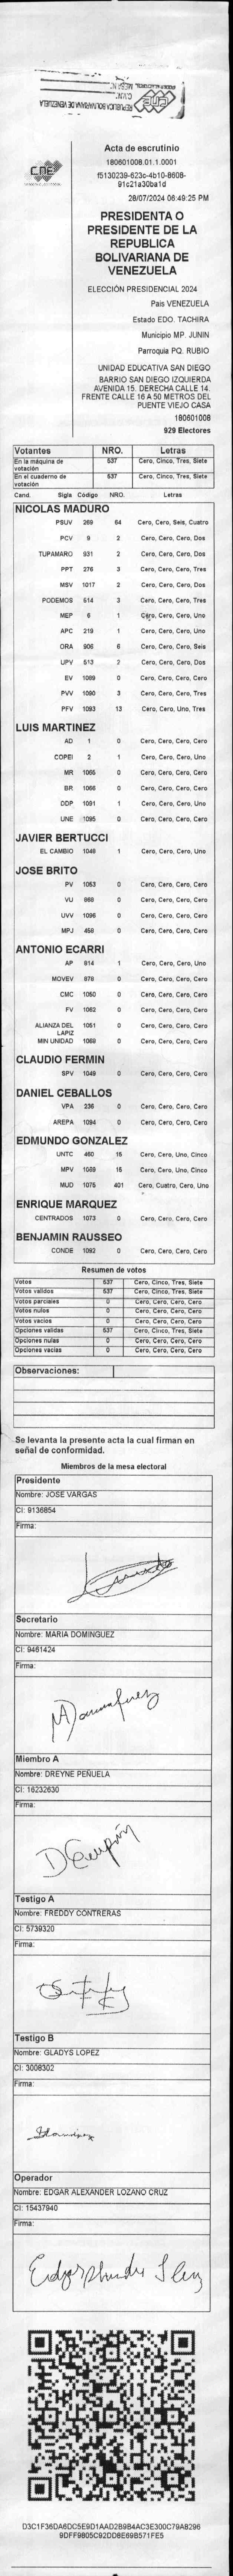 REPUBLICA BOLIVARIANA DE VENEZUELA
CNE
CNE
Acta de escrutinio
180601008.01.1.0001
f5130239-623c-4b10-8608-
91c21a30ba1d
28/07/2024 06:49:25 PM
PRESIDENTA O
PRESIDENTE DE LA
REPUBLICA
BOLIVARIANA DE
VENEZUELA
ELECCIÓN PRESIDENCIAL 2024
Pais VENEZUELA
Estado EDO. TACHIRA
Municipio MP. JUNIN
Parroquia PQ. RUBIO
UNIDAD EDUCATIVA SAN DIEGO
BARRIO SAN DIEGO IZQUIERDA
AVENIDA 15. DERECHA CALLE 14.
FRENTE CALLE 16 A 50 METROS DEL
PUENTE VIEJO CASA
180601008
929 Electores
Votantes NRO. Letras
En la máquina de votación 537 Cero, Cinco, Tres, Siete
En el cuaderno de votación 537 Cero, Cinco, Tres, Siete
Cand. Sigla Código NRO. Letras
NICOLAS MADURO
PSUV 269 64 Cero, Cero, Seis, Cuatro
PCV 9 2 Cero, Cero, Cero, Dos
TUPAMARO 931 2 Cero, Cero, Cero, Dos
PPT 276 3 Cero, Cero, Cero, Tres
MSV 1017 2 Cero, Cero, Cero, Dos
PODEMOS 514 3 Cero, Cero, Cero, Tres
MEP 6 1 Cero, Cero, Cero, Uno
APC 219 1 Cero, Cero, Cero, Uno
ORA 906 6 Cero, Cero, Cero, Seis
UPV 513 2 Cero, Cero, Cero, Dos
EV 1089 0 Cero, Cero, Cero, Cero
PVV 1090 3 Cero, Cero, Cero, Tres
PFV 1093 13 Cero, Cero, Uno, Tres
LUIS MARTINEZ
AD 1 0 Cero, Cero, Cero, Cero
COPEI 2 1 Cero, Cero, Cero, Uno
MR 1065 0 Cero, Cero, Cero, Cero
BR 1066 0 Cero, Cero, Cero, Cero
DDP 1091 1 Cero, Cero, Cero, Uno
UNE 1095 0 Cero, Cero, Cero, Cero
JAVIER BERTUCCI
EL CAMBIO 1048 1 Cero, Cero, Cero, Uno
JOSE BRITO
PV 1053 0 Cero, Cero, Cero, Cero
VU 868 0 Cero, Cero, Cero, Cero
UVV 1096 0 Cero, Cero, Cero, Cero
MPJ 458 0 Cero, Cero, Cero, Cero
ANTONIO ECARRI
AP 914 1 Cero, Cero, Cero, Uno
MOVEV 879 0 Cero, Cero, Cero, Cero
CMC 1050 0 Cero, Cero, Cero, Cero
FV 1062 0 Cero, Cero, Cero, Cero
ALIANZA DEL LAPIZ 1051 0 Cero, Cero, Cero, Cero
MIN UNIDAD 1069 0 Cero, Cero, Cero, Cero
CLAUDIO FERMIN
SPV 1049 0 Cero, Cero, Cero, Cero
DANIEL CEBALLOS
VPA 236 0 Cero, Cero, Cero, Cero
AREPA 1094 0 Cero, Cero, Cero, Cero
EDMUNDO GONZALEZ
UNTC 460 15 Cero, Cero, Uno, Cinco
MPV 1059 15 Cero, Cero, Uno, Cinco
MUD 1075 401 Cero, Cuatro, Cero, Uno
ENRIQUE MARQUEZ
CENTRADOS 1073 0 Cero, Cero, Cero, Cero
BENJAMIN RAUSSEO
CONDE 1092 0 Cero, Cero, Cero, Cero
Resumen de votos
Votos 537 Cero, Cinco, Tres, Siete
Votos validos 537 Cero, Cinco, Tres, Siete
Votos parciales 0 Cero, Cero, Cero, Cero
Votos nulos 0 Cero, Cero, Cero, Cero
Votos vacios 0 Cero, Cero, Cero, Cero
Opciones validas 537 Cero, Cinco, Tres, Siete
Opciones nulas 0 Cero, Cero, Cero, Cero
Opciones vacias 0 Cero, Cero, Cero, Cero
Observaciones:
Se levanta la presente acta la cual firman en
señal de conformidad.
Miembros de la mesa electoral
Presidente
Nombre: JOSE VARGAS
CI: 9136854
Firma:
Secretario
Nombre: MARIA DOMINGUEZ
CI: 9461424
Firma:
Miembro A
Nombre: DREYNE PEÑUELA
CI: 16232630
Firma:
Testigo A
Nombre: FREDDY CONTRERAS
CI: 5739320
Firma:
Testigo B
Nombre: GLADYS LOPEZ
CI: 3008302
Firma:
Operador
Nombre: EDGAR ALEXANDER LOZANO CRUZ
CI: 15437940
Firma:
D3C1F36DA6DC5E9D1AAD2B9B4AC3E300C79A8296
9DFF9805C92DD8E69B571FE5